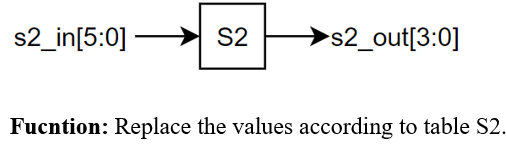 s2_in[5:0] S2 s2_out[3:0]
Fucntion: Replace the values according to table S2.